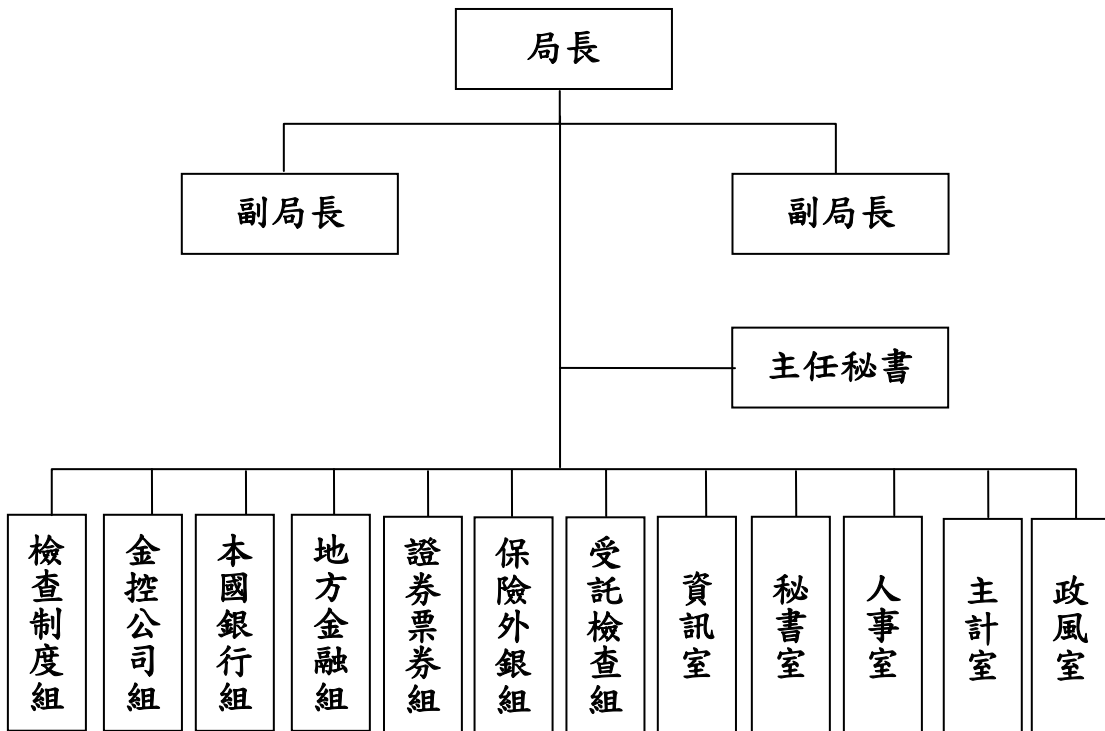 局長
副局長
副局長
主任秘書
檢查制度組
金控公司組
本國銀行組
地方金融組
證券票券組
保險外銀組
受託檢查組
資訊室
秘書室
人事室
主計室
政風室